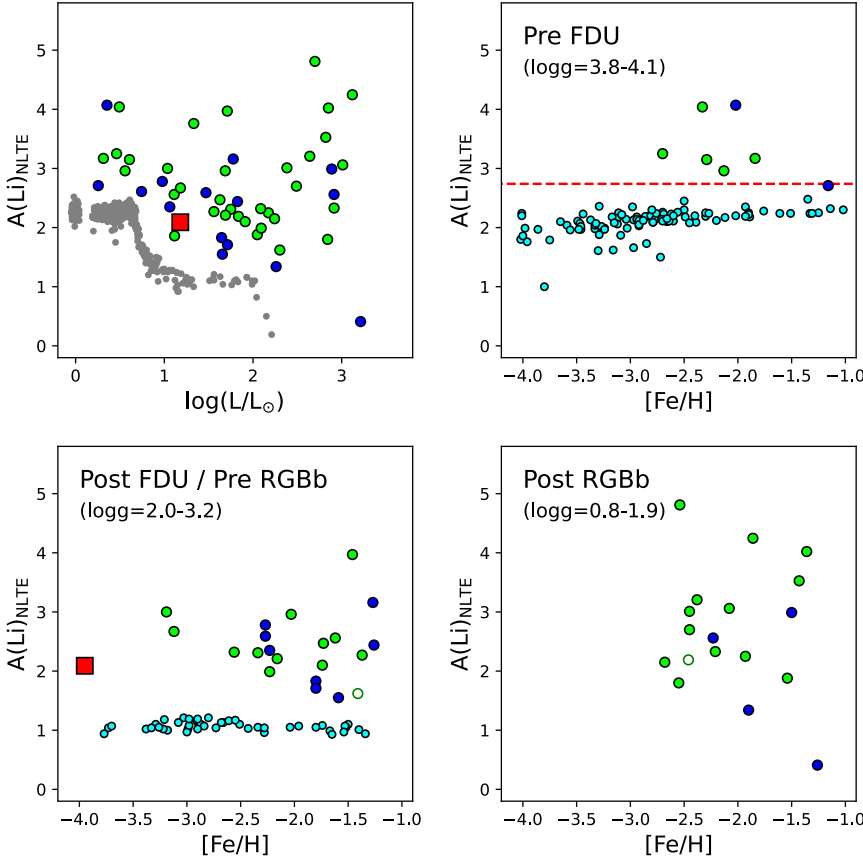 A(Li)NLTE
5
4
3
2
1
0
0
1
2
3
log(L/L⊙)
Pre FDU
(logg=3.8-4.1)
A(Li)NLTE
5
4
3
2
1
0
−4.0 −3.5 −3.0 −2.5 −2.0 −1.5 −1.0
[Fe/H]
Post FDU / Pre RGBb
(logg=2.0-3.2)
A(Li)NLTE
5
4
3
2
1
0
−4.0 −3.5 −3.0 −2.5 −2.0 −1.5 −1.0
[Fe/H]
Post RGBb
(logg=0.8-1.9)
A(Li)NLTE
5
4
3
2
1
0
−4.0 −3.5 −3.0 −2.5 −2.0 −1.5 −1.0
[Fe/H]